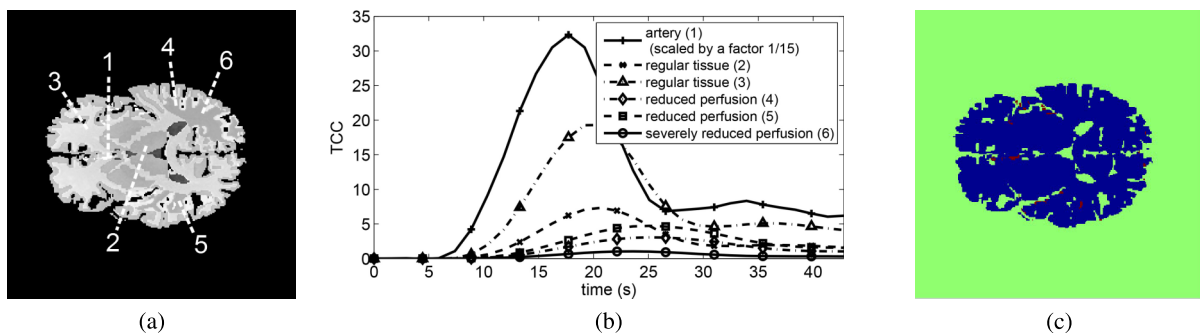 4
6
3
1
2
5
(a)
35
30
25
20
15
10
5
0
TCC
0 5 10 15 20 25 30 35 40
time (s)
artery (1)
(scaled by a factor 1/15)
regular tissue (2)
regular tissue (3)
reduced perfusion (4)
reduced perfusion (5)
severely reduced perfusion (6)
(b)
(c)